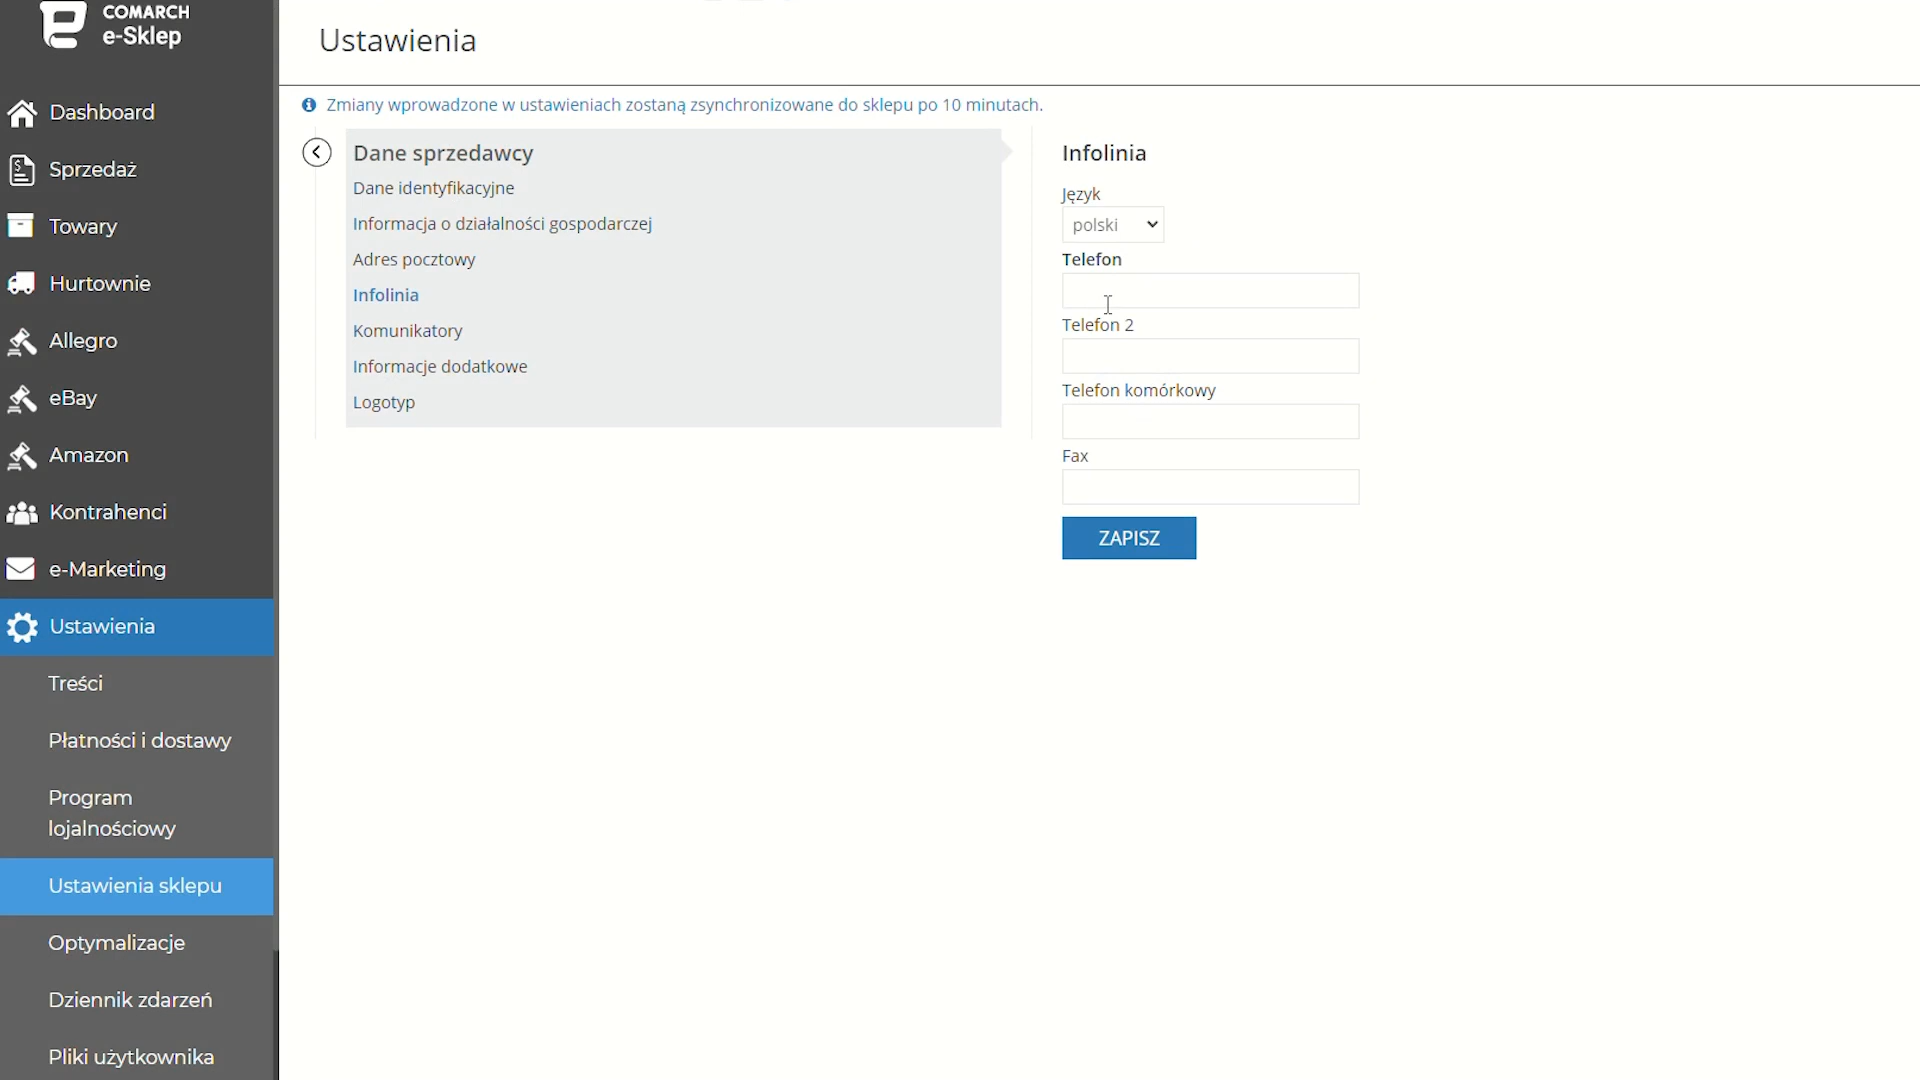 COMARCH
e-Sklep
Dashboard
Sprzedaż
Towary
Hurtownie
Allegro
eBay
Amazon
Kontrahenci
e-Marketing
Ustawienia
Treści
Płatności i dostawy
Program
lojalnościowy
Ustawienia sklepu
Optymalizacje
Dziennik zdarzeń
Pliki użytkownika
Ustawienia
Zmiany wprowadzone w ustawieniach zostaną zsynchronizowane do sklepu po 10 minutach.
Dane sprzedawcy
Dane identyfikacyjne
Informacja o działalności gospodarczej
Adres pocztowy
Infolinia
Komunikatory
Informacje dodatkowe
Logotyp
Infolinia
Język
polski
Telefon
Telefon 2
Telefon komórkowy
Fax
ZAPISZ